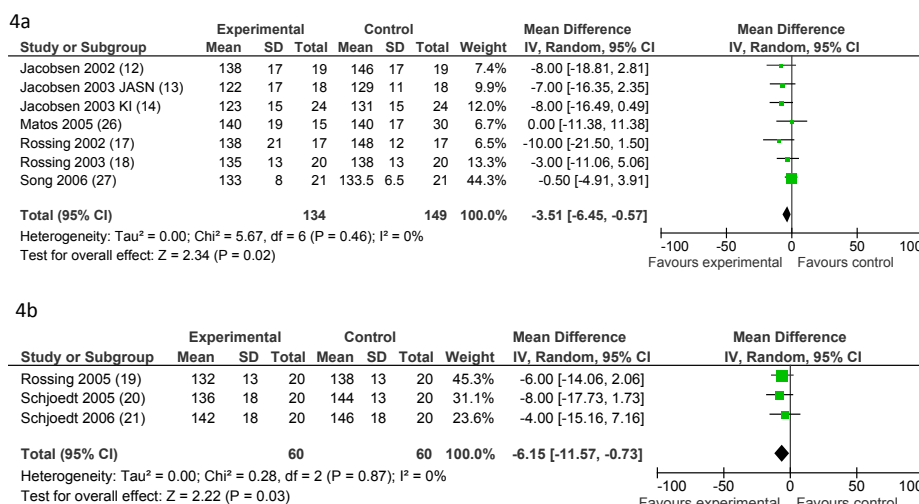 4a
Experimental Control Mean Difference Mean Difference
Study or Subgroup Mean SD Total Mean SD Total Weight IV, Random, 95% CI IV, Random, 95% CI
Jacobsen 2002 (12) 138 17 19 146 17 19 7.4% -8.00 [-18.81, 2.81]
Jacobsen 2003 JASN (13) 122 17 18 129 11 18 9.9% -7.00 [-16.35, 2.35]
Jacobsen 2003 KI (14) 123 15 24 131 15 24 12.0% -8.00 [-16.49, 0.49]
Matos 2005 (26) 140 19 15 140 17 30 6.7% 0.00 [-11.38, 11.38]
Rossing 2002 (17) 138 21 17 148 12 17 6.5% -10.00 [-21.50, 1.50]
Rossing 2003 (18) 135 13 20 138 13 20 13.3% -3.00 [-11.06, 5.06]
Song 2006 (27) 133 8 21 133.5 6.5 21 44.3% -0.50 [-4.91, 3.91]
Total (95% CI) 134 149 100.0% -3.51 [-6.45, -0.57]
Heterogeneity: Tau² = 0.00; Chi² = 5.67, df = 6 (P = 0.46); I² = 0%
Test for overall effect: Z = 2.34 (P = 0.02)
-100 -50 0 50 100
Favours experimental Favours control
4b
Experimental Control Mean Difference Mean Difference
Study or Subgroup Mean SD Total Mean SD Total Weight IV, Random, 95% CI IV, Random, 95% CI
Rossing 2005 (19) 132 13 20 138 13 20 45.3% -6.00 [-14.06, 2.06]
Schjoedt 2005 (20) 136 18 20 144 13 20 31.1% -8.00 [-17.73, 1.73]
Schjoedt 2006 (21) 142 18 20 146 18 20 23.6% -4.00 [-15.16, 7.16]
Total (95% CI) 60 60 100.0% -6.15 [-11.57, -0.73]
Heterogeneity: Tau² = 0.00; Chi² = 0.28, df = 2 (P = 0.87); I² = 0%
Test for overall effect: Z = 2.22 (P = 0.03)
-100 -50 0 50 100
Favours experimental Favours control